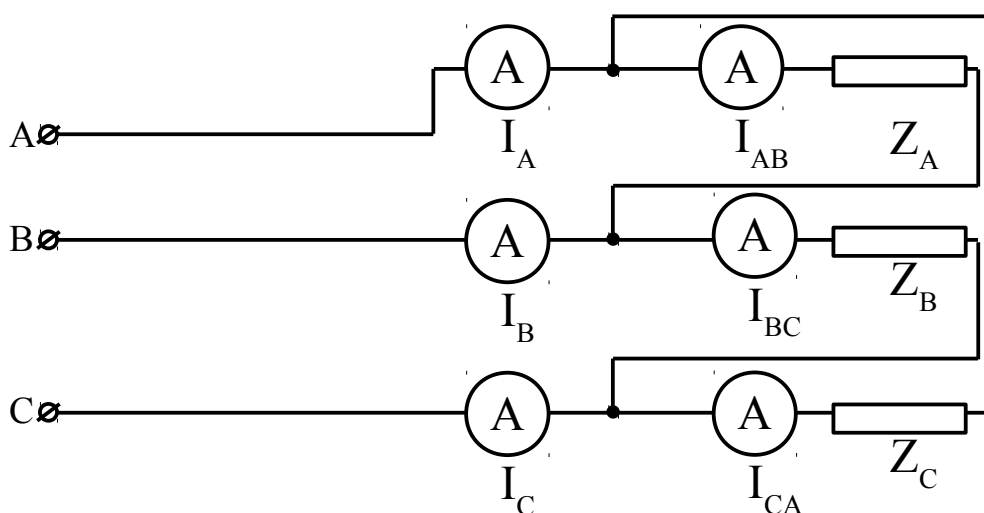 A A
A
I_A I_AB Z_A
B A A
I_B I_BC Z_B
C A A
I_C I_CA Z_C